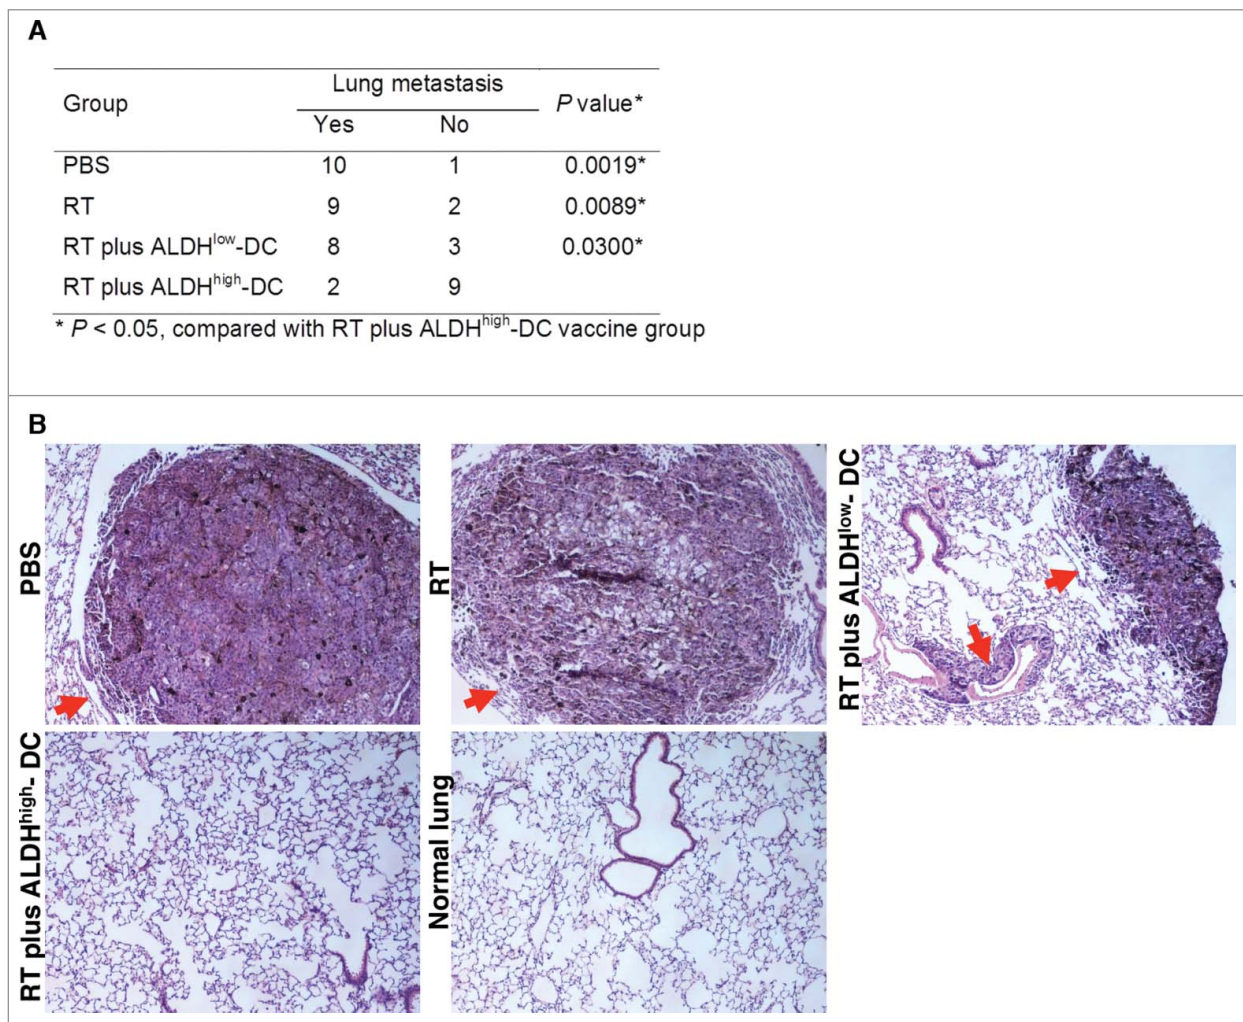 A
Group Lung metastasis P value*
Yes No
PBS 10 1 0.0019*
RT 9 2 0.0089*
RT plus ALDHlow-DC 8 3 0.0300*
RT plus ALDHhigh-DC 2 9
* P < 0.05, compared with RT plus ALDHhigh-DC vaccine group
B
PBS
RT
RT plus ALDHlow- DC
RT plus ALDHhigh- DC
Normal lung